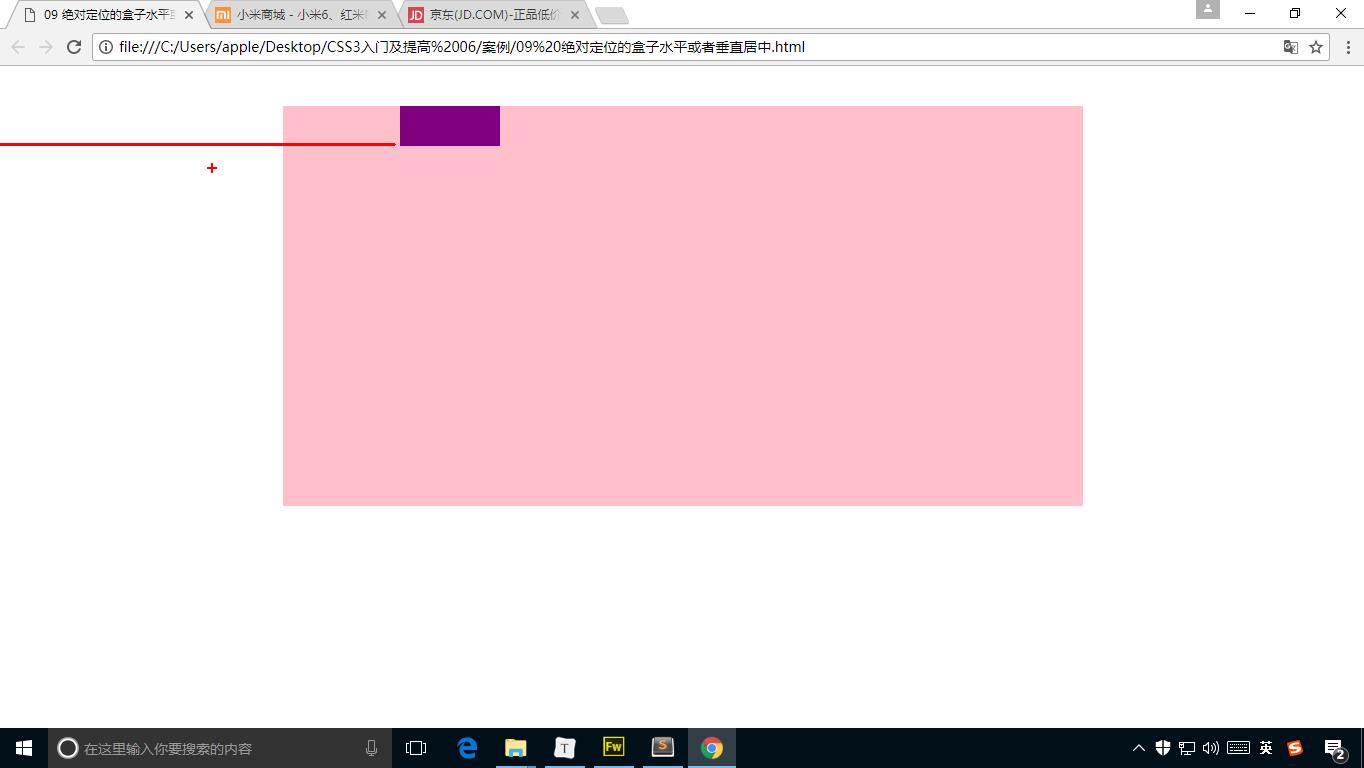 09 绝对定位的盒子水平
小米商城 - 小米6、红米
京东(JD.COM)-正品低价
file:///C:/Users/apple/Desktop/CSS3入门及提高%2006/案例/09%20绝对定位的盒子水平或者垂直居中.html
在这里输入你要搜索的内容
T
Fw
S
英
S
2